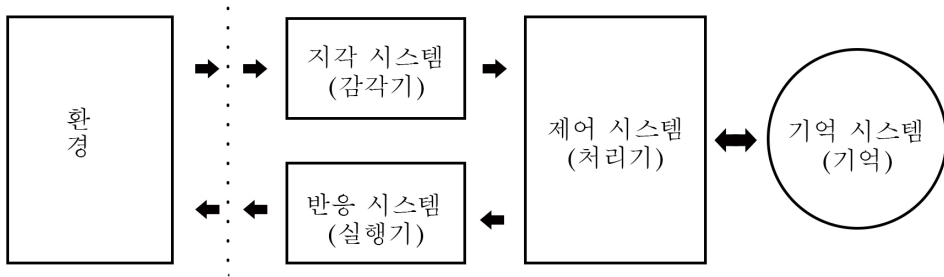 환
경
지각 시스템
(감각기)
반응 시스템
(실행기)
제어 시스템
(처리기)
기억 시스템
(기억)